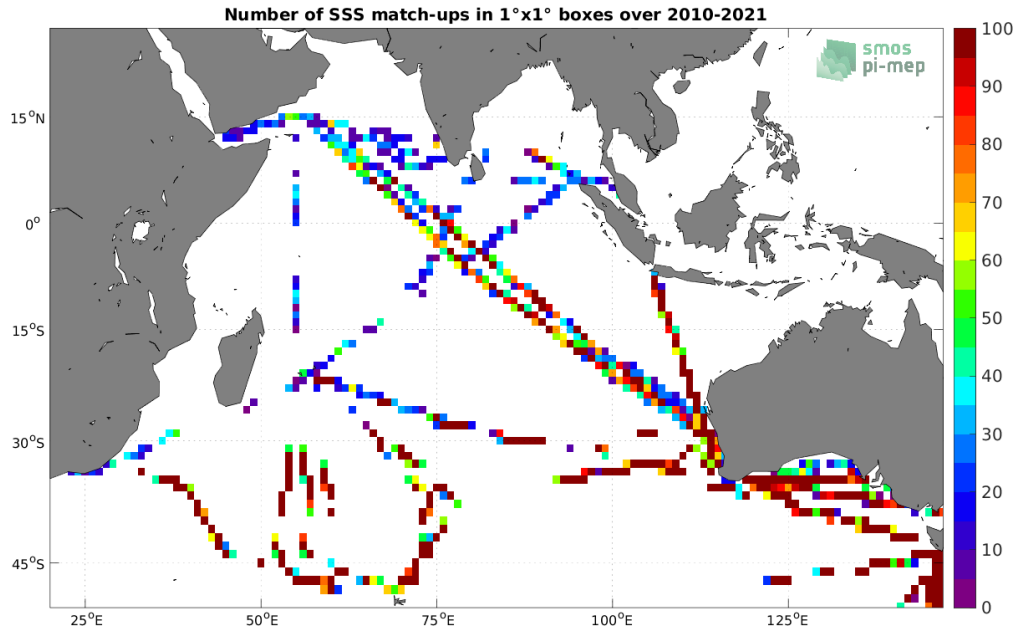 Number of SSS match-ups in 1°x1° boxes over 2010-2021
smos
pi-mep
15°N
0°
15°S
30°S
45°S
25°E
50°E
75°E
100°E
125°E
100
90
80
70
60
50
40
30
20
10
0